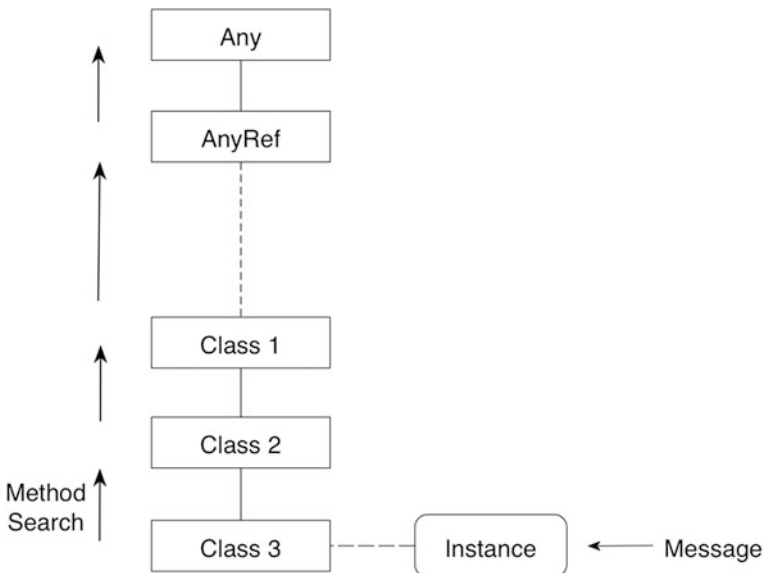 Any
AnyRef
Class 1
Class 2
Method
Search
Class 3
Instance
Message